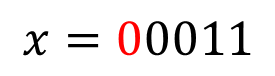 x = 00011